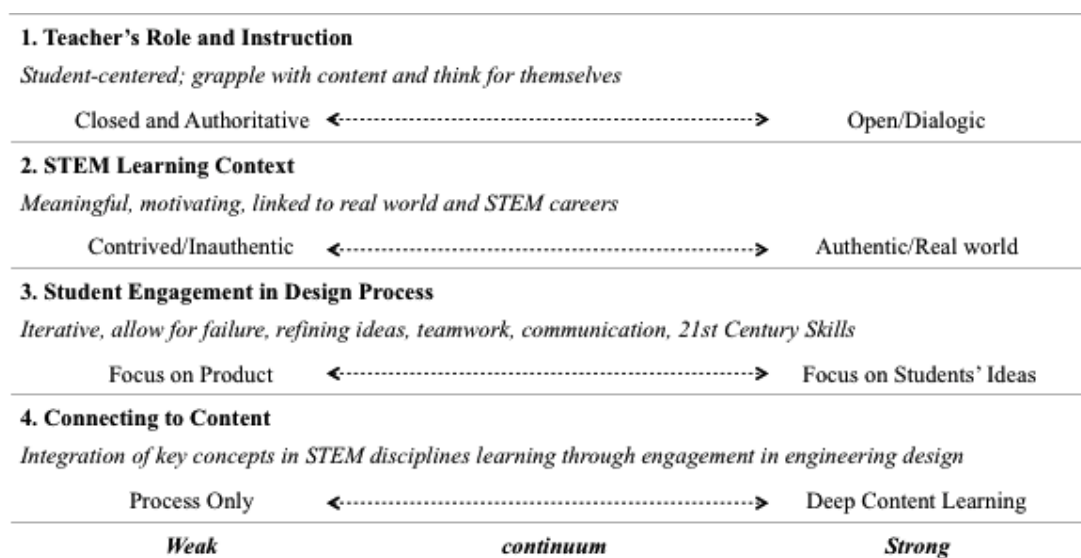 1. Teacher's Role and Instruction
Student-centered; grapple with content and think for themselves
Closed and Authoritative Open/Dialogic
2. STEM Learning Context
Meaningful, motivating, linked to real world and STEM careers
Contrived/Inauthentic Authentic/Real world
3. Student Engagement in Design Process
Iterative, allow for failure, refining ideas, teamwork, communication, 21st Century Skills
Focus on Product Focus on Students' Ideas
4. Connecting to Content
Integration of key concepts in STEM disciplines learning through engagement in engineering design
Process Only Deep Content Learning
Weak continuum Strong